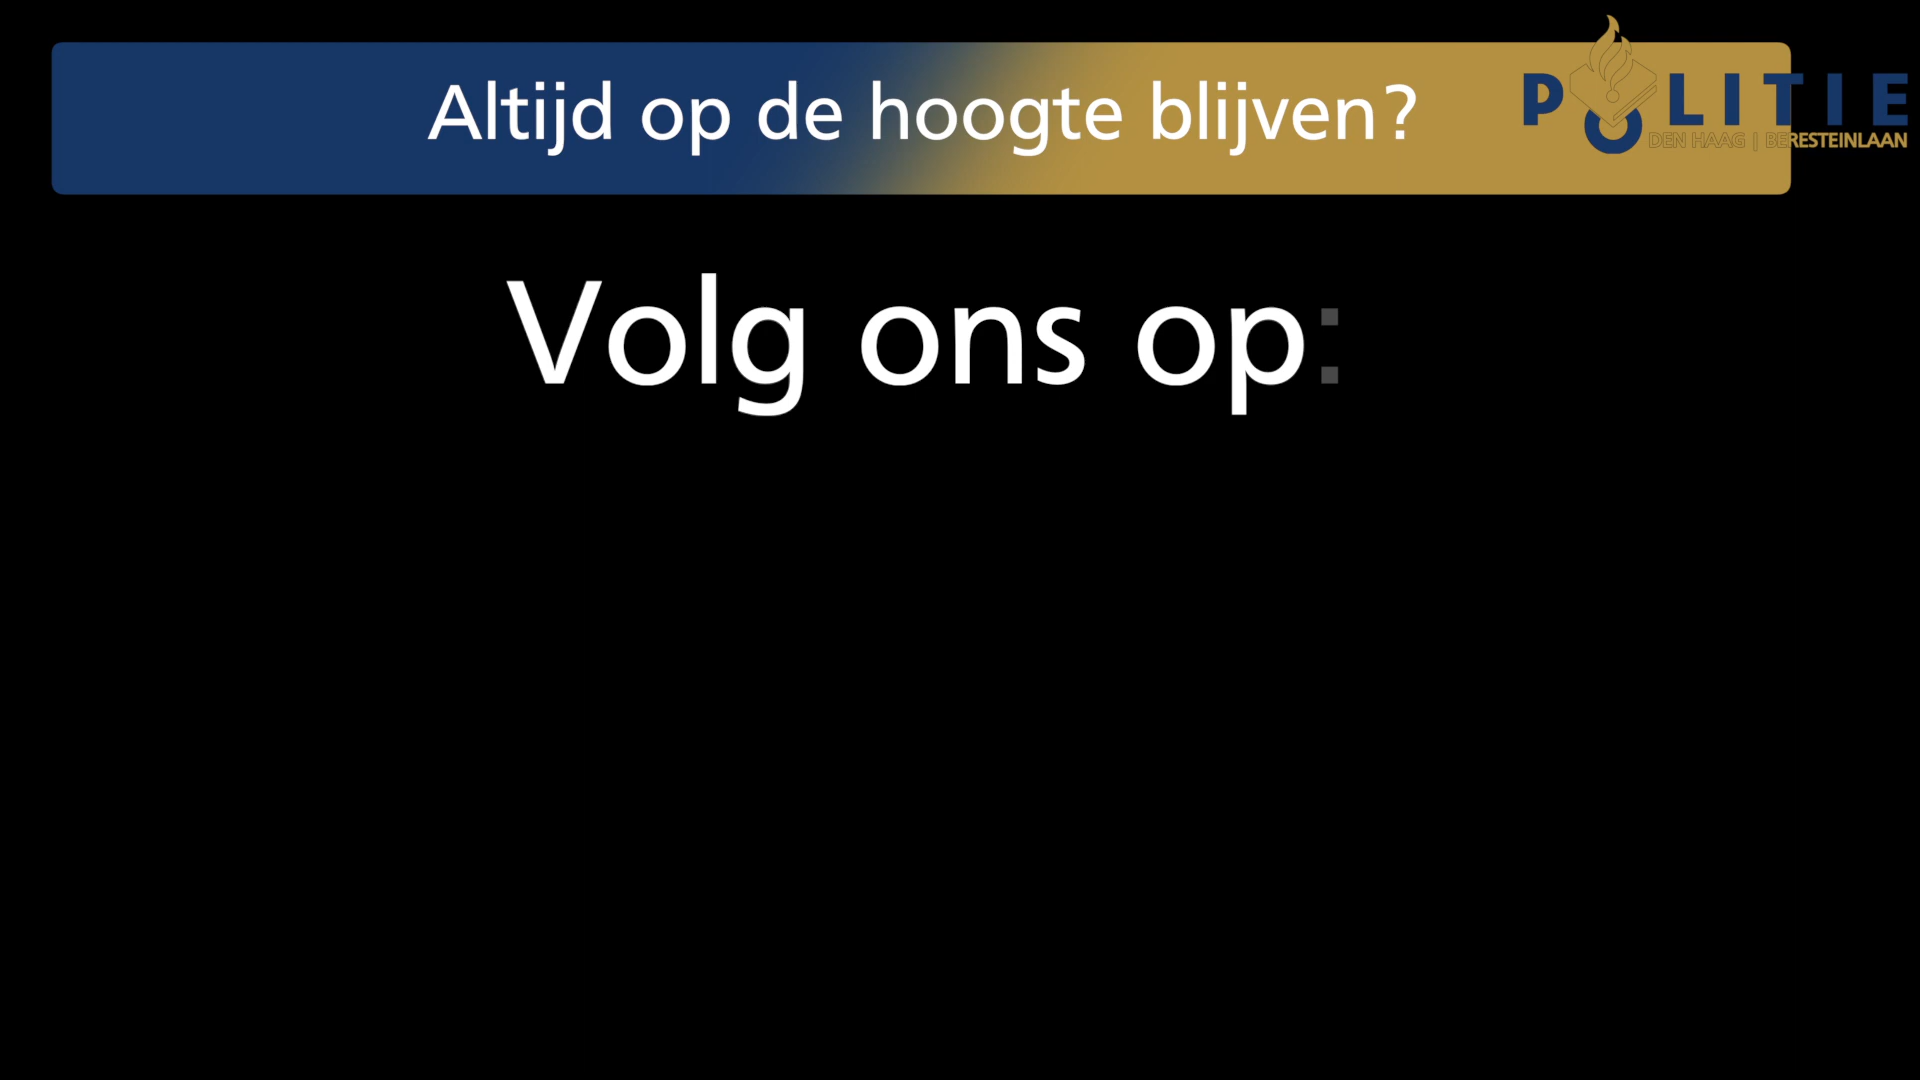 Altijd op de hoogte blijven?
POLITIE
DEN HAAG | BERESTEINLAAN
Volg ons op: